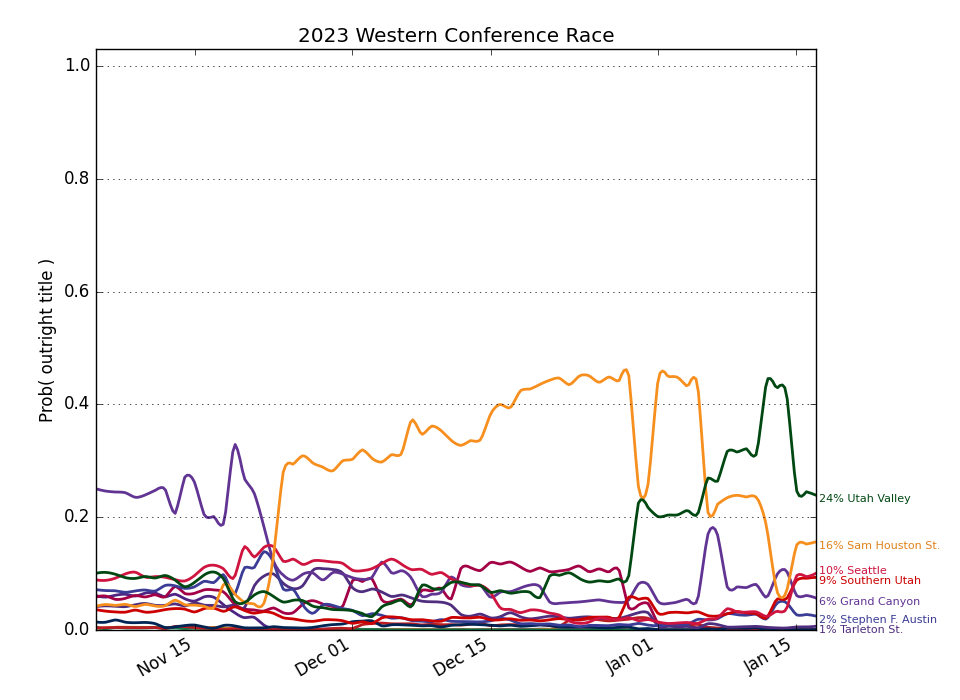 2023 Western Conference Race
Prob( outright title )
1.0
0.8
0.6
0.4
0.2
0.0
Nov 15
Dec 01
Dec 15
Jan 01
Jan 15
24% Utah Valley
16% Sam Houston St.
10% Seattle
9% Southern Utah
6% Grand Canyon
2% Stephen F. Austin
1% Tarleton St.